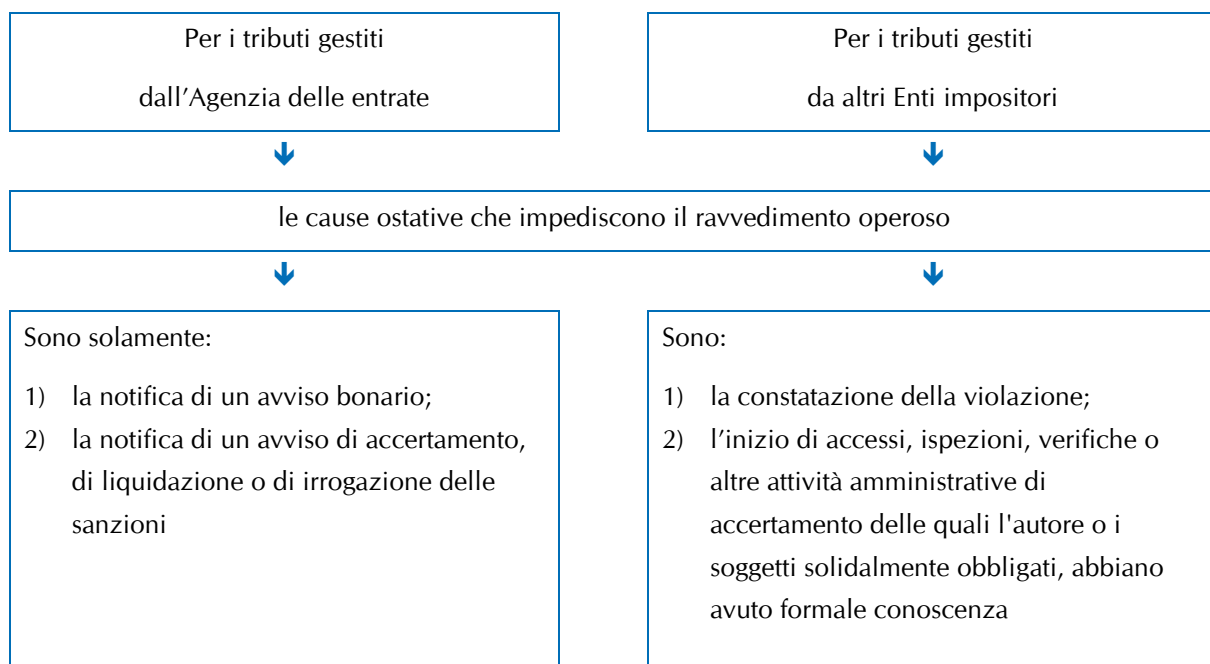 Per i tributi gestiti
dall’Agenzia delle entrate
Per i tributi gestiti
da altri Enti impositori
le cause ostative che impediscono il ravvedimento operoso
Sono solamente:
1) la notifica di un avviso bonario;
2) la notifica di un avviso di accertamento,
di liquidazione o di irrogazione delle
sanzioni
Sono:
1) la constatazione della violazione;
2) l’inizio di accessi, ispezioni, verifiche o
altre attività amministrative di
accertamento delle quali l'autore o i
soggetti solidalmente obbligati, abbiano
avuto formale conoscenza